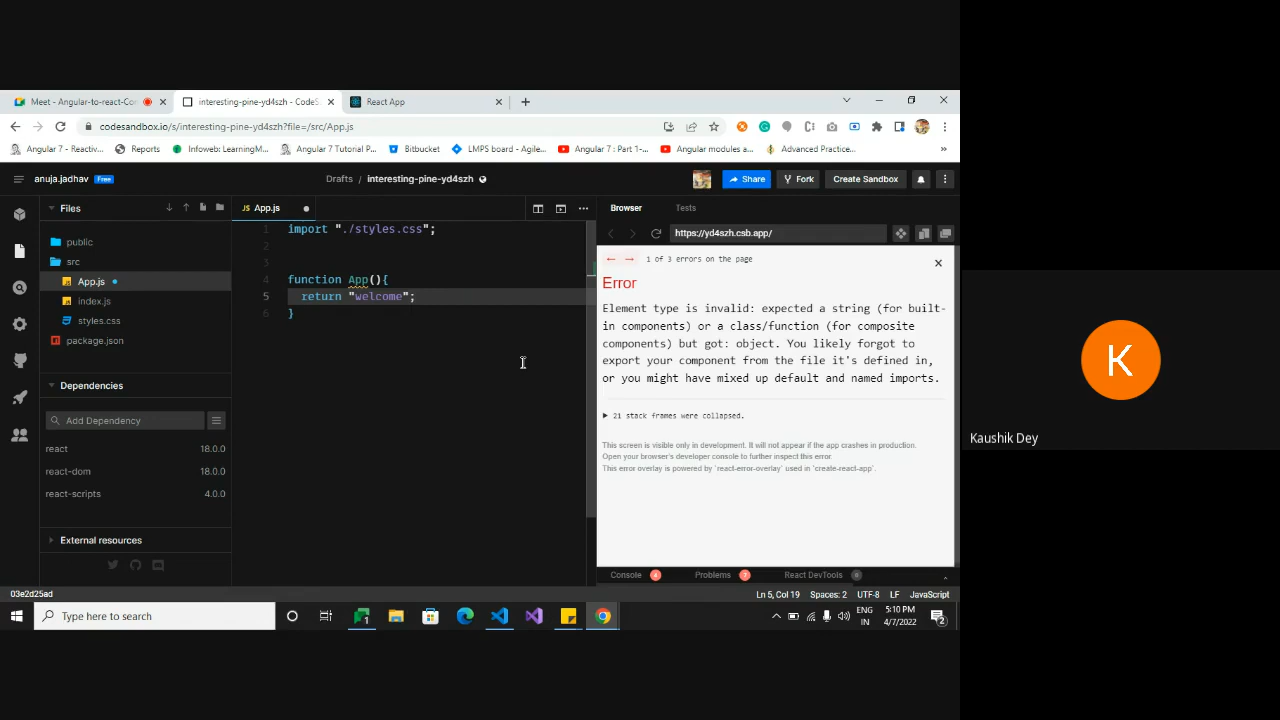 Meet - Angular-to-react-Cor
interesting-pine-yd4szh - CodeS
React App
codesandbox.io/s/interesting-pine-yd4szh?file=/src/App.js
Angular 7 - Reactiv...
Reports
Infoweb: LearningM...
Angular 7 Tutorial P...
Bitbucket
LMPS board - Agile...
Angular 7 : Part 1-...
Angular modules a...
Advanced Practice...
»
anuja.jadhav Free
Drafts / interesting-pine-yd4szh
Share
Fork
Create Sandbox
Files
App.js
Browser
Tests
public
src
App.js
index.js
styles.css
package.json
Dependencies
Add Dependency
react 18.0.0
react-dom 18.0.0
react-scripts 4.0.0
External resources
1 import "./styles.css";
2
3
4 function App(){
5 return "welcome";
6 }
https://yd4szh.csb.app/
← → 1 of 3 errors on the page
Error
Element type is invalid: expected a string (for built-
in components) or a class/function (for composite
components) but got: object. You likely forgot to
export your component from the file it's defined in,
or you might have mixed up default and named imports.
▶ 21 stack frames were collapsed.
This screen is visible only in development. It will not appear if the app crashes in production.
Open your browser's developer console to further inspect this error.
This error overlay is powered by `react-error-overlay` used in `create-react-app`.
Console 4
Problems 7
React DevTools 0
03e2d25ad
Ln 5, Col 19
Spaces: 2
UTF-8
LF
JavaScript
Type here to search
ENG
IN
5:10 PM
4/7/2022
2
K
Kaushik Dey